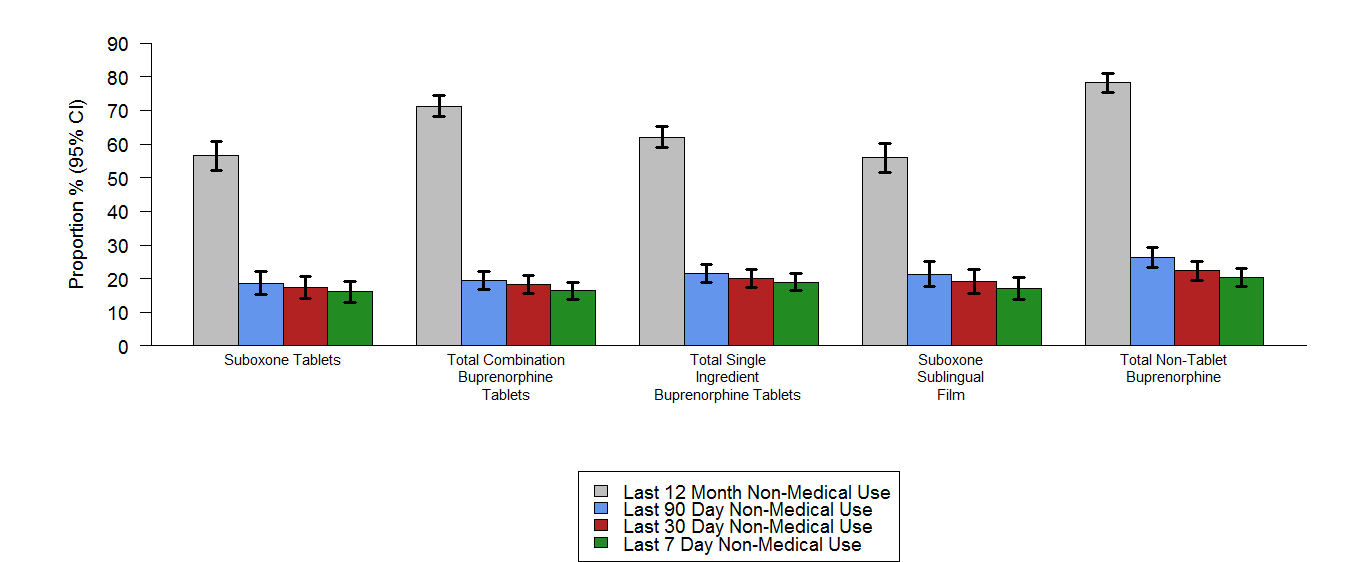 Proportion % (95% CI)
90
80
70
60
50
40
30
20
10
0
Suboxone Tablets
Total Combination
Buprenorphine
Tablets
Total Single
Ingredient
Buprenorphine Tablets
Suboxone
Sublingual
Film
Total Non-Tablet
Buprenorphine
Last 12 Month Non-Medical Use
Last 90 Day Non-Medical Use
Last 30 Day Non-Medical Use
Last 7 Day Non-Medical Use